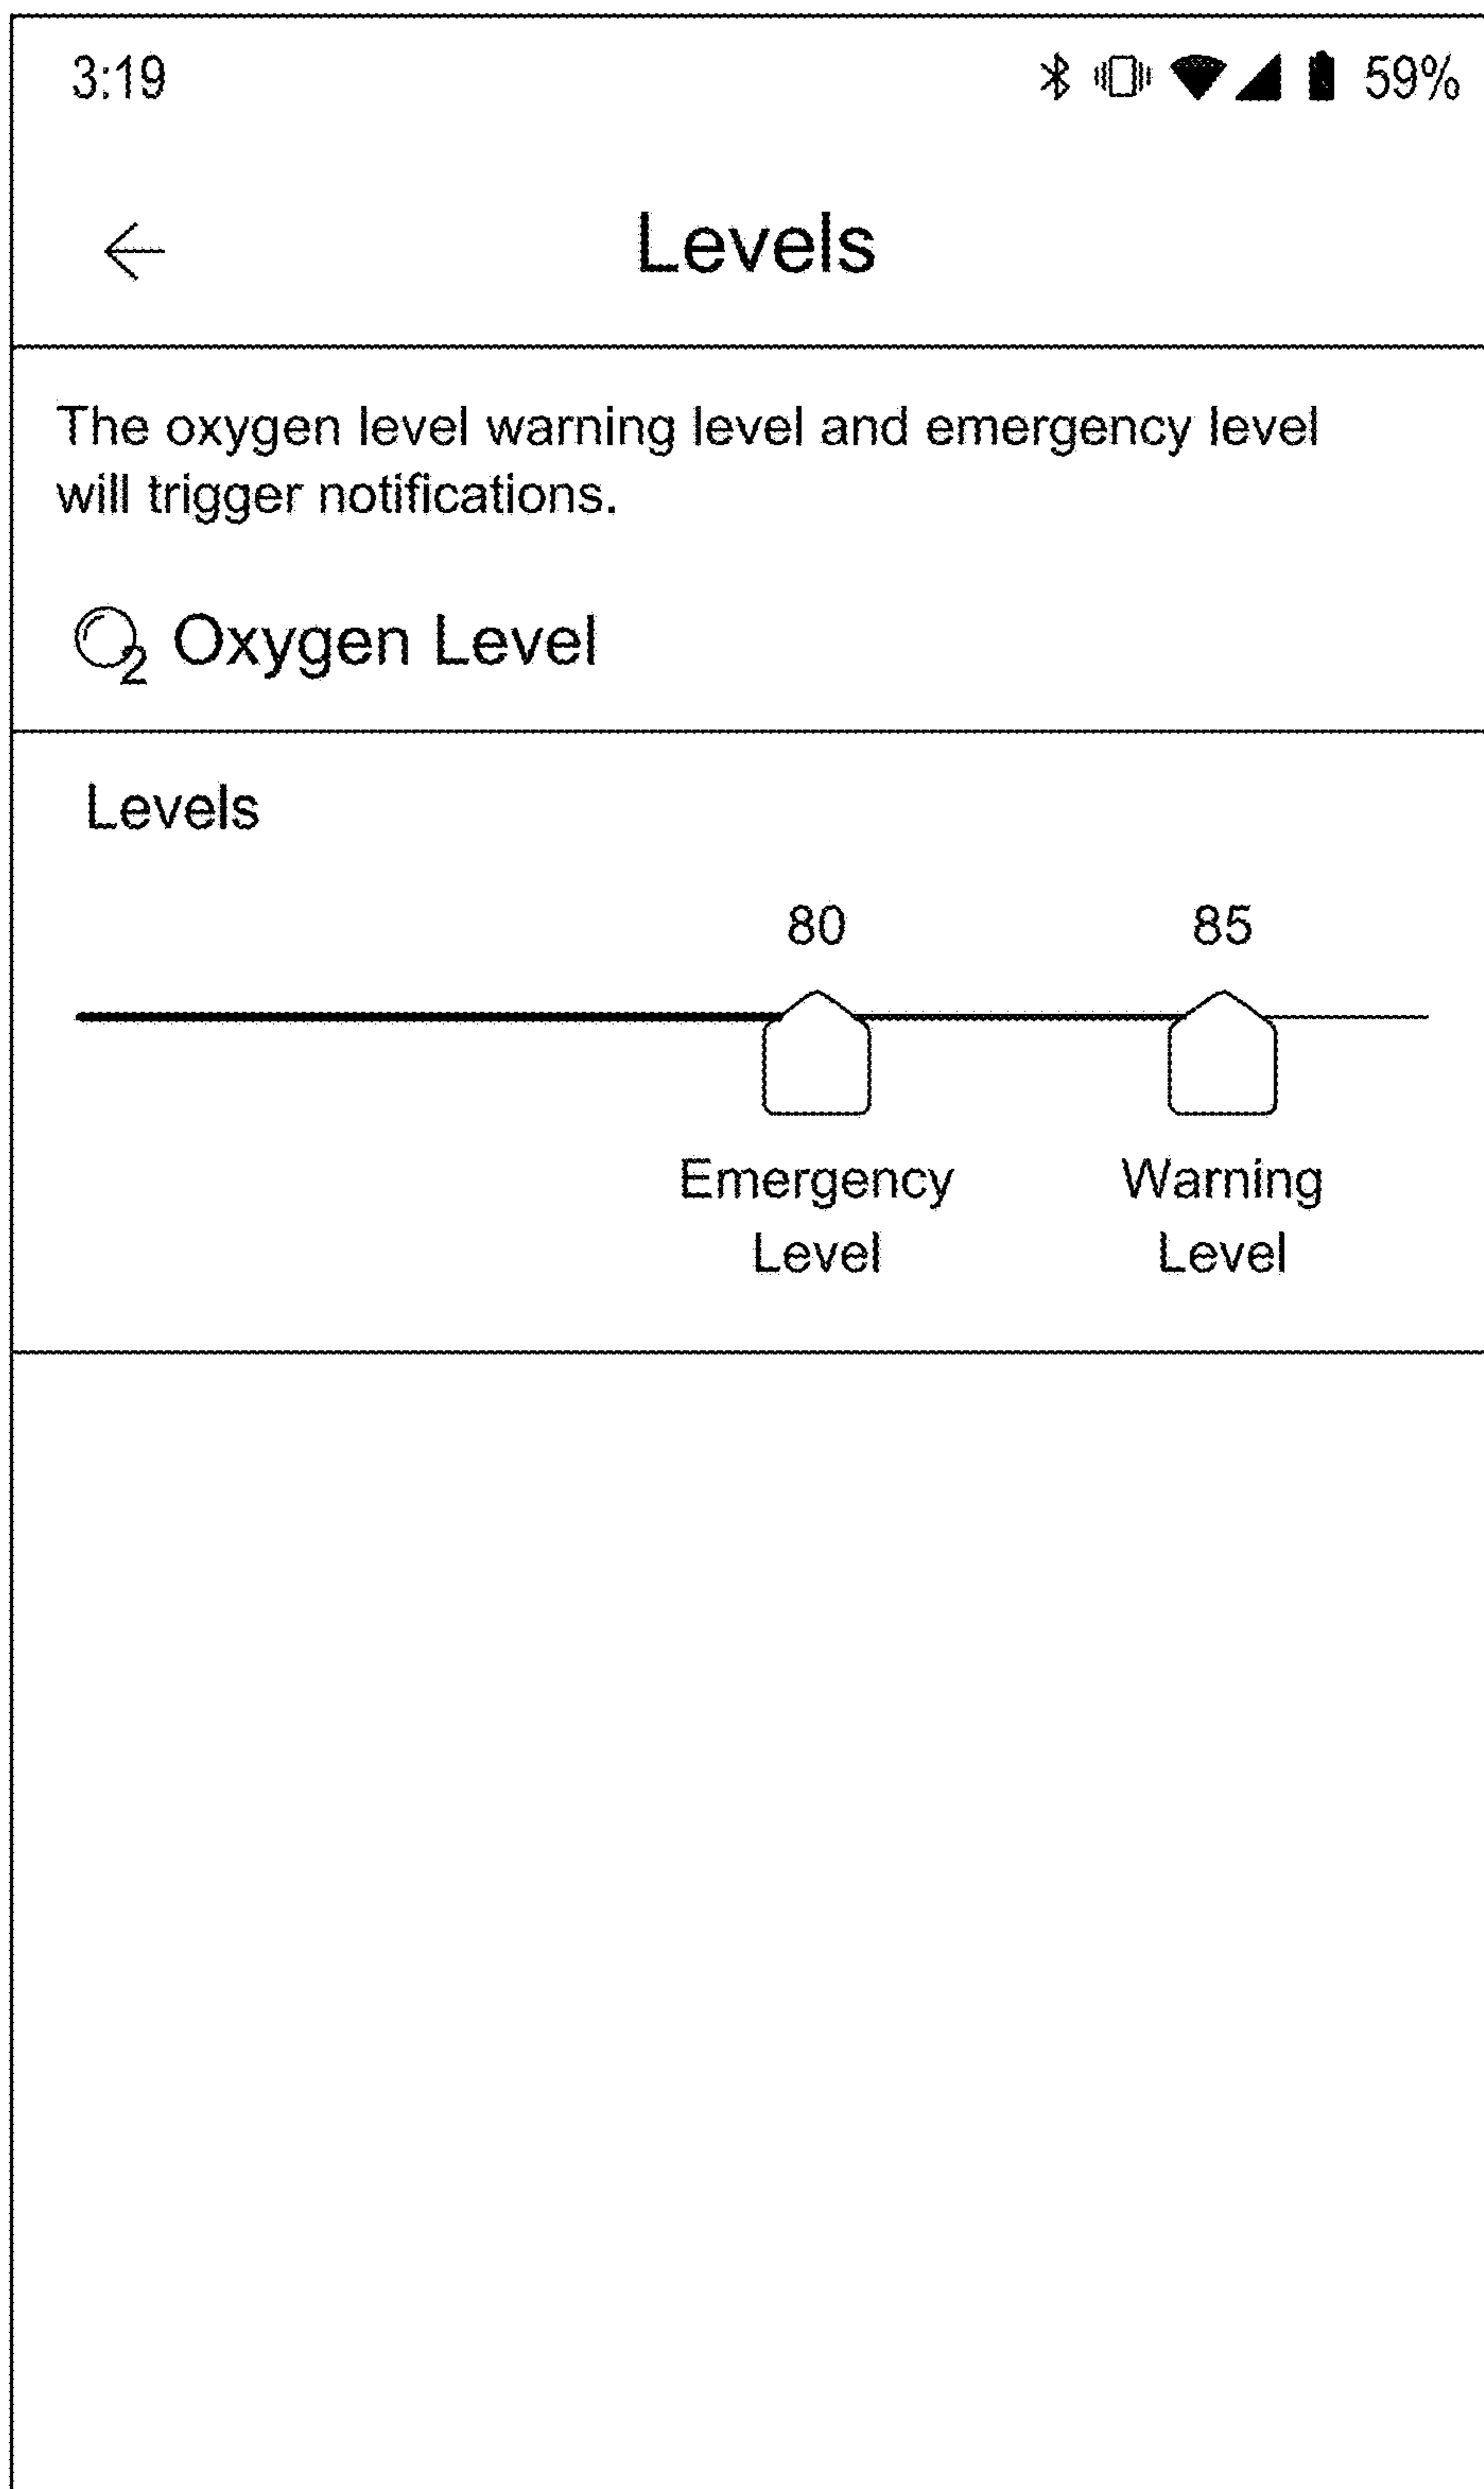 3:19 59%
Levels
The oxygen level warning level and emergency level
will trigger notifications.
O2 Oxygen Level
Levels
80 85
Emergency Warning
Level Level